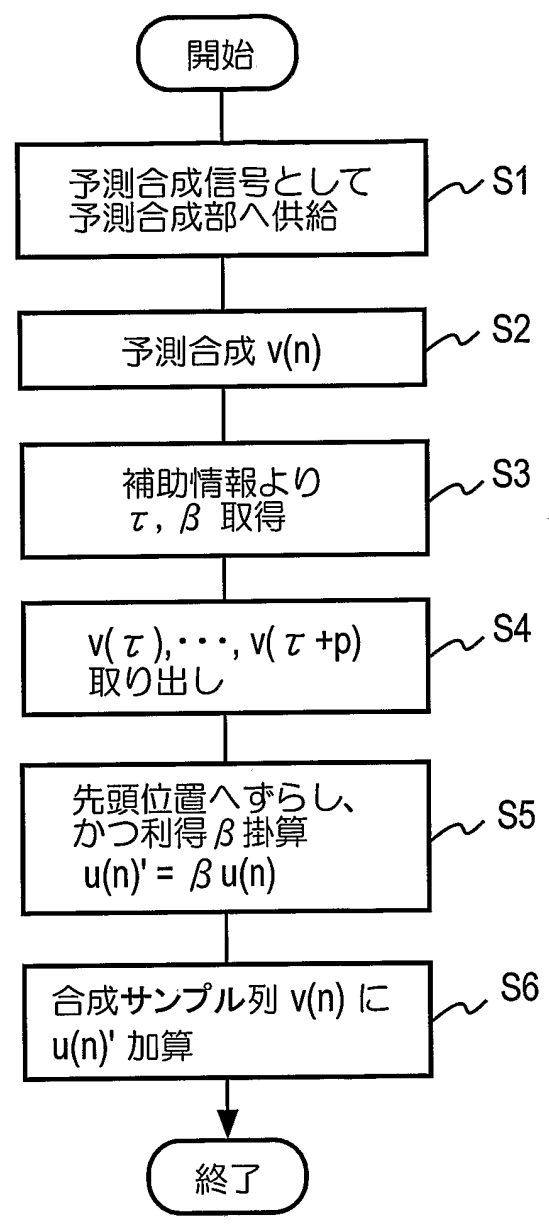 開始
予測合成信号として
予測合成部へ供給
S1
予測合成 v(n)
S2
補助情報より
τ, β 取得
S3
v(τ),･･･, v(τ+p)
取り出し
S4
先頭位置へずらし、
かつ利得β掛算
u(n)' = βu(n)
S5
合成サンプル列 v(n) に
u(n)' 加算
S6
終了